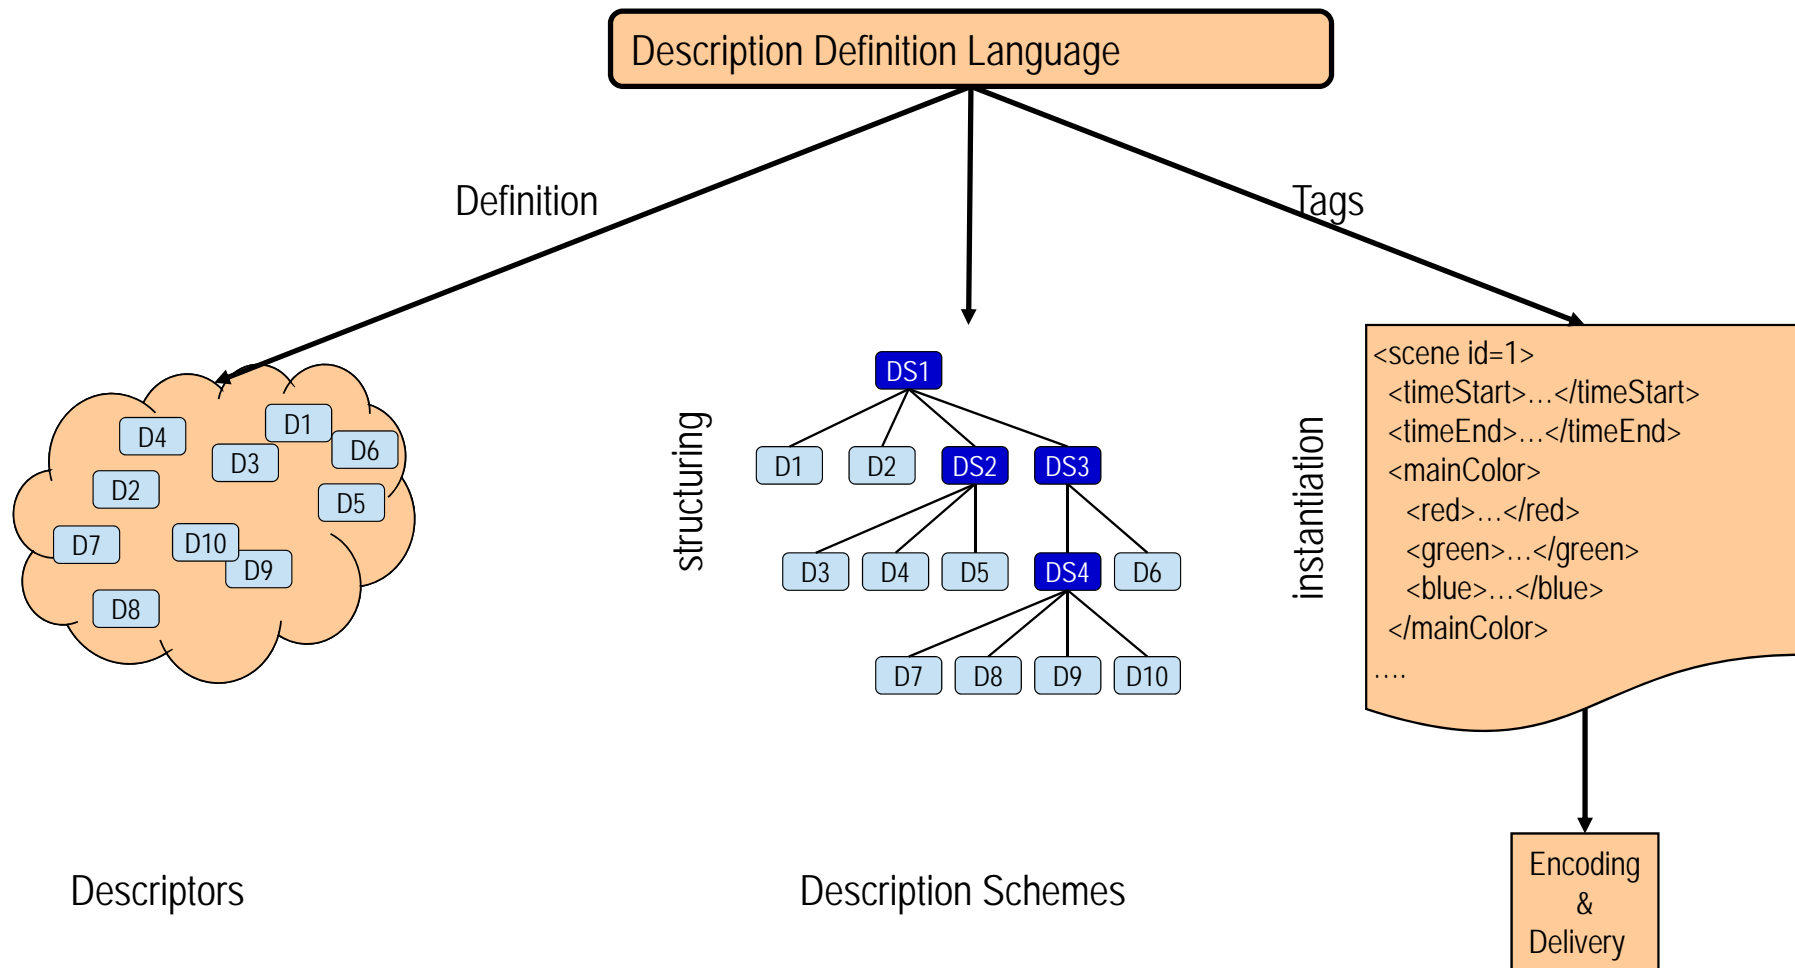 Description Definition Language
Definition
Tags
D4
D1
D6
D3
D2
D5
D7
D10
D9
D8
structuring
DS1
D1
D2
DS2
DS3
D3
D4
D5
DS4
D6
D7
D8
D9
D10
instantiation
<scene id=1>
<timeStart>…</timeStart>
<timeEnd>…</timeEnd>
<mainColor>
<red>…</red>
<green>…</green>
<blue>…</blue>
</mainColor>
….
Descriptors
Description Schemes
Encoding
&
Delivery